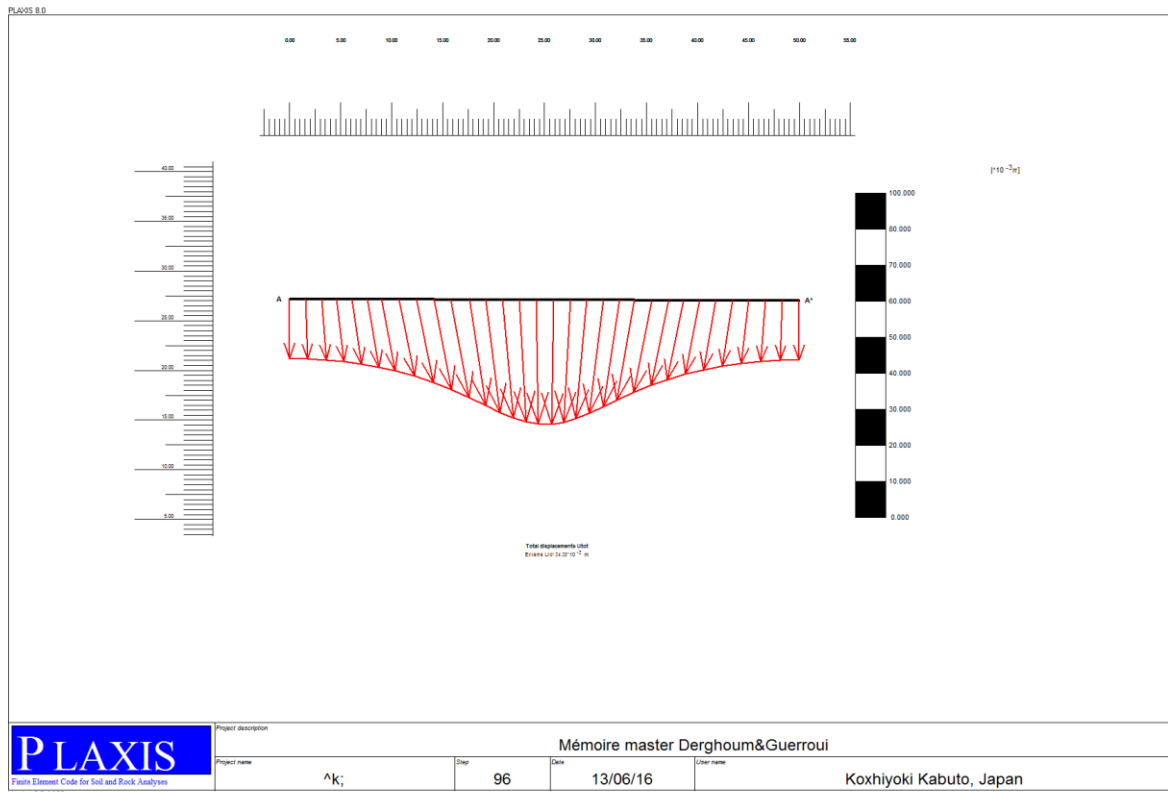 PLAXIS 8.0
0.00 5.00 10.00 15.00 20.00 25.00 30.00 35.00 40.00 45.00 50.00 55.00
40.00
35.00
30.00
25.00
20.00
15.00
10.00
5.00
[*10 -3m]
100.000
80.000
70.000
60.000
50.000
40.000
30.000
20.000
10.000
0.000
A A*
Total displacements Utot
PLAXIS
Finite Element Code for Soil and Rock Analyses
Project description
Mémoire master Derghoum&Guerroui
Project name
^k;
Step
96
Date
13/06/16
User name
Koxhiyoki Kabuto, Japan